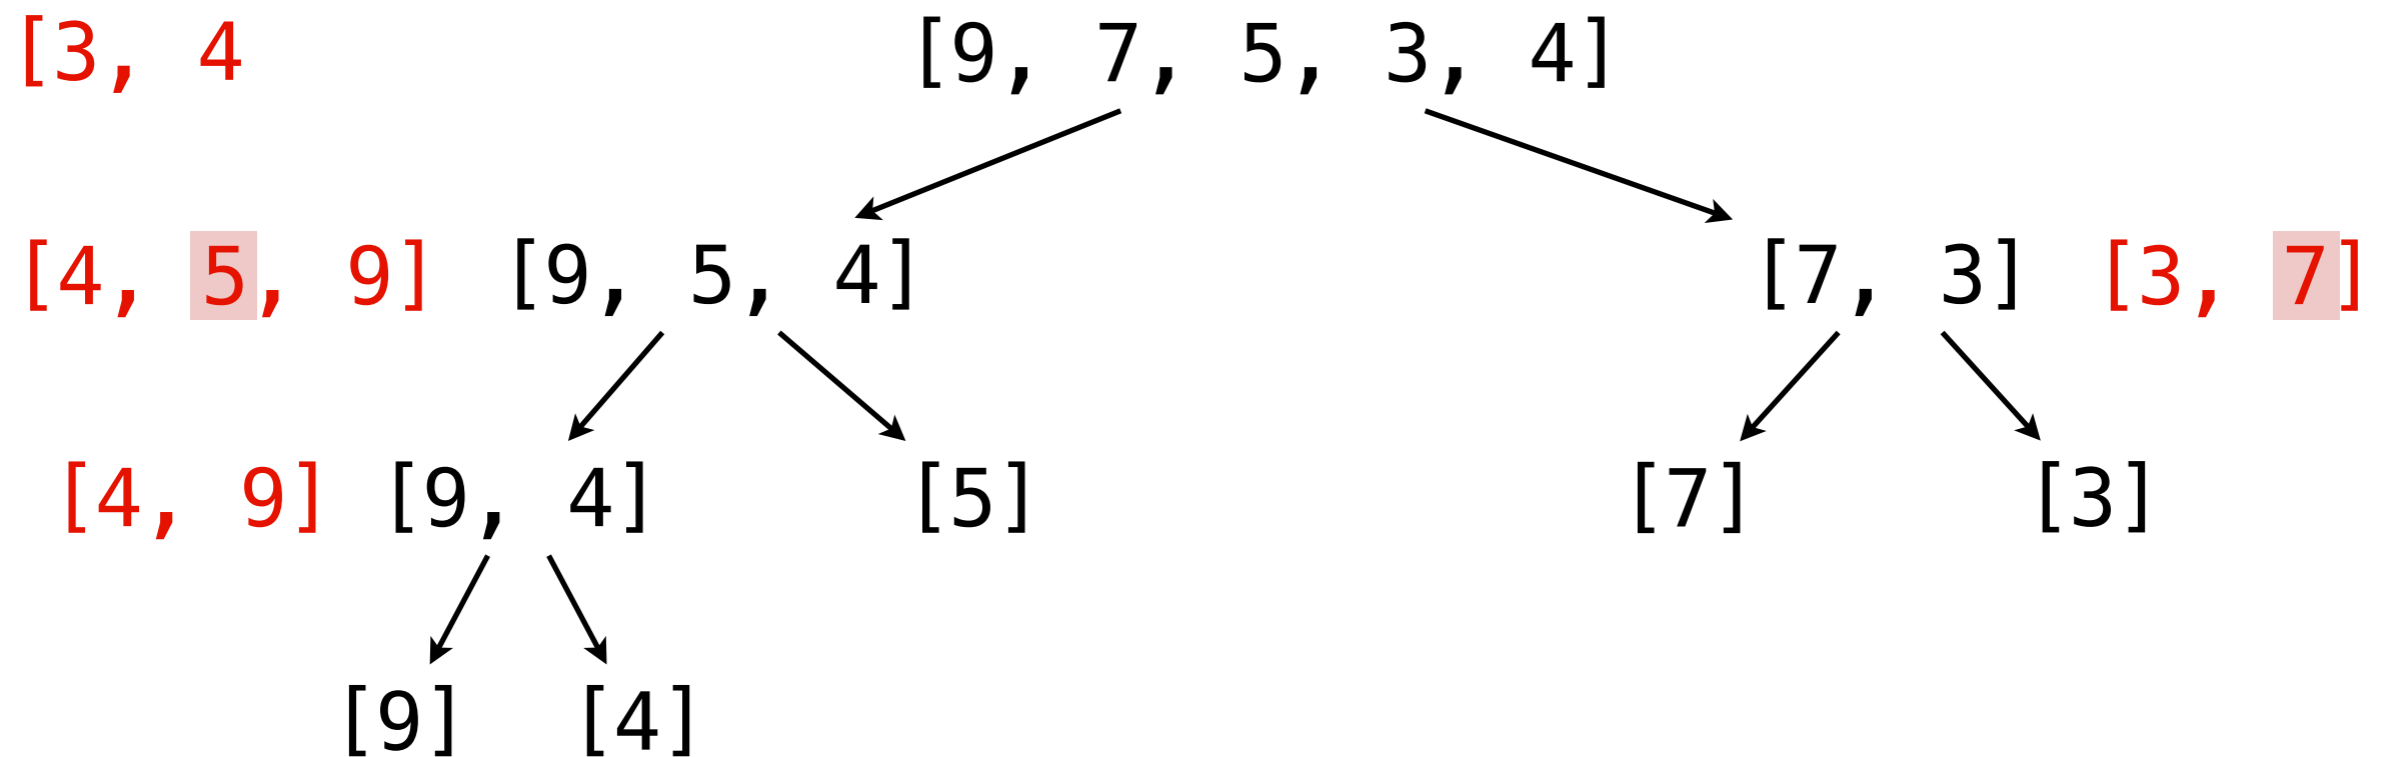 [3, 4 [9, 7, 5, 3, 4]
[4, 5, 9] [9, 5, 4] [7, 3] [3, 7]
[4, 9] [9, 4] [5] [7] [3]
[9] [4]